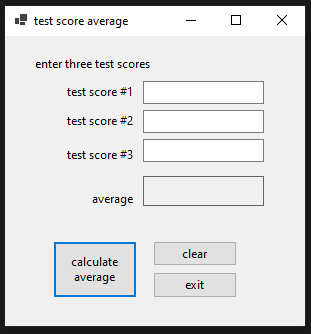 test score average
enter three test scores
test score #1
test score #2
test score #3
average
calculate
average
clear
exit